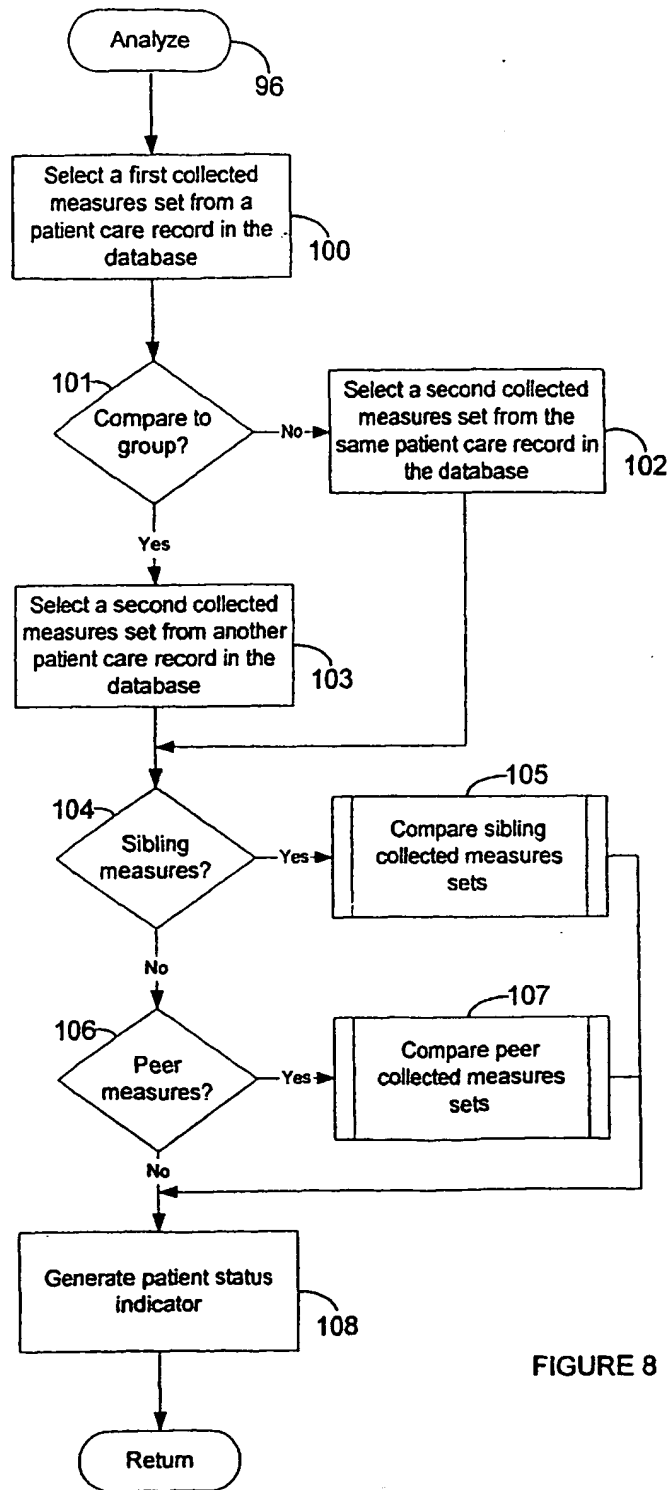 Analyze
96
Select a first collected
measures set from a
patient care record in the
database
100
101
Compare to
group?
No
Select a second collected
measures set from the
same patient care record in
the database
102
Yes
Select a second collected
measures set from another
patient care record in the
database
103
104
Sibling
measures?
Yes
105
Compare sibling
collected measures
sets
No
106
Peer
measures?
Yes
107
Compare peer
collected measures
sets
No
Generate patient status
indicator
108
FIGURE 8
Return